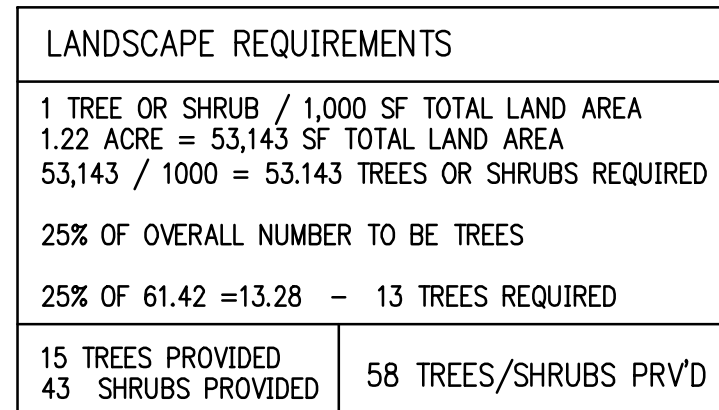 LANDSCAPE REQUIREMENTS
1 TREE OR SHRUB / 1,000 SF TOTAL LAND AREA
1.22 ACRE = 53,143 SF TOTAL LAND AREA
53,143 / 1000 = 53.143 TREES OR SHRUBS REQUIRED
25% OF OVERALL NUMBER TO BE TREES
25% OF 61.42 =13.28 - 13 TREES REQUIRED
15 TREES PROVIDED
43 SHRUBS PROVIDED
58 TREES/SHRUBS PRV'D